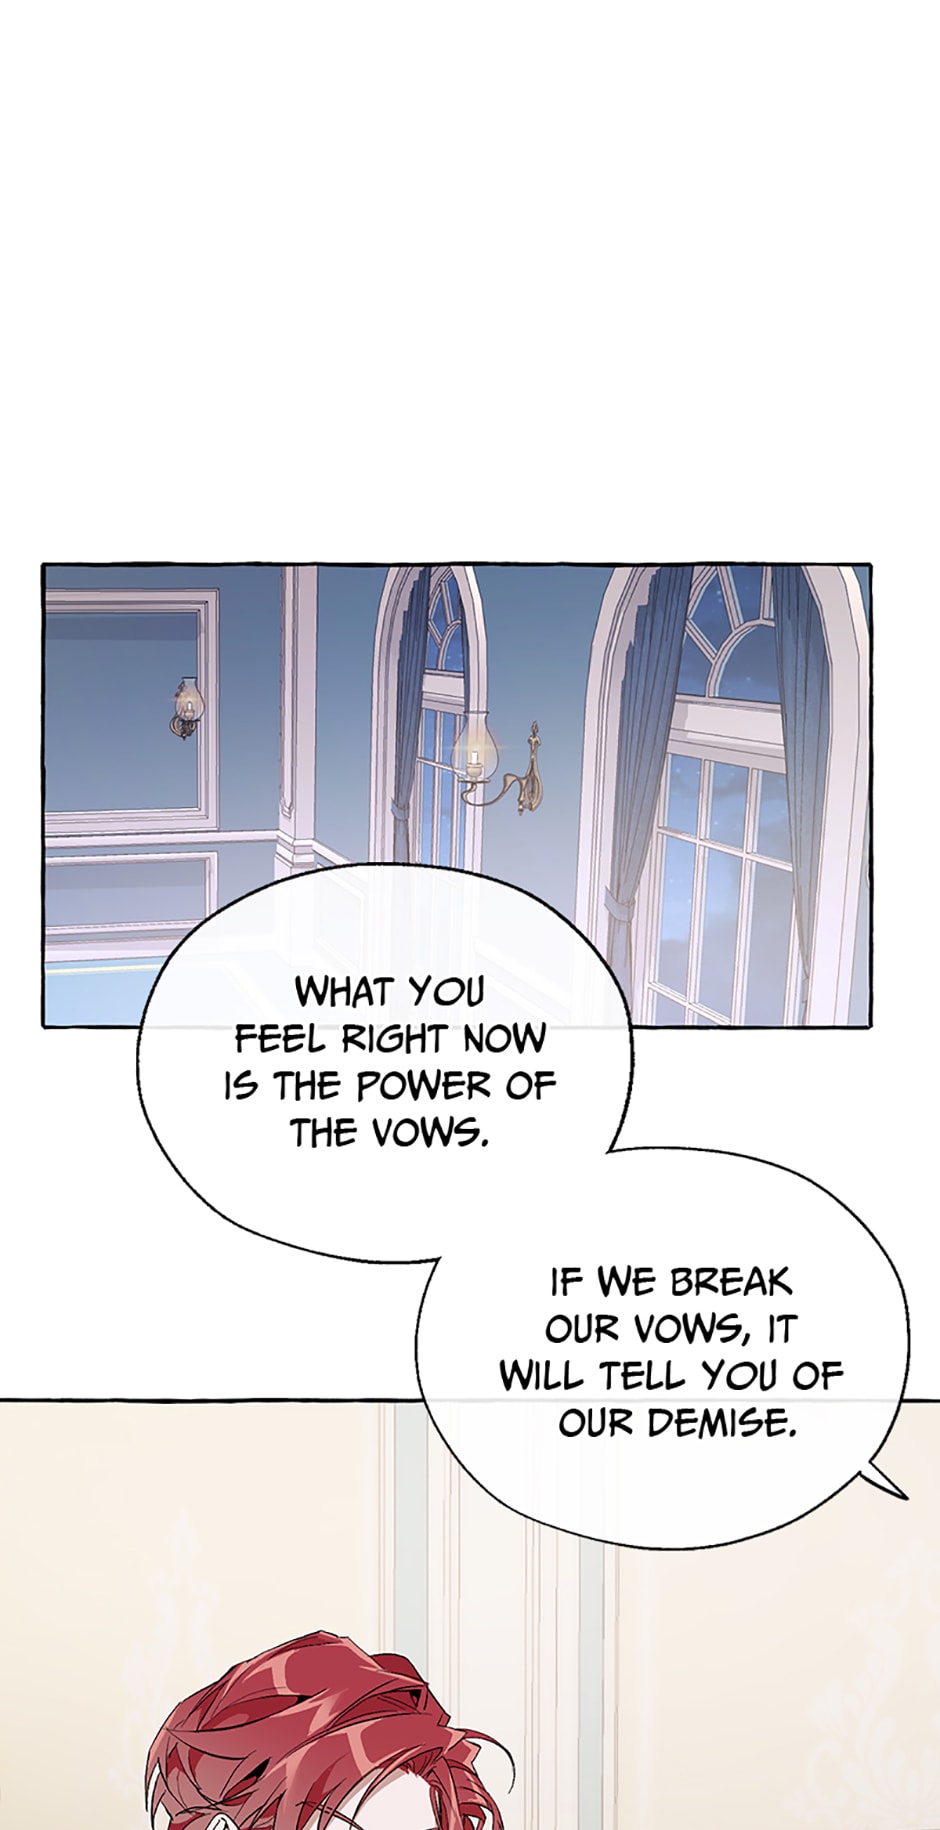 WHAT YOU
FEEL RIGHT NOW
IS THE POWER OF
THE VOWS.
IF WE BREAK
OUR VOWS, IT
WILL TELL YOU OF
OUR DEMISE.